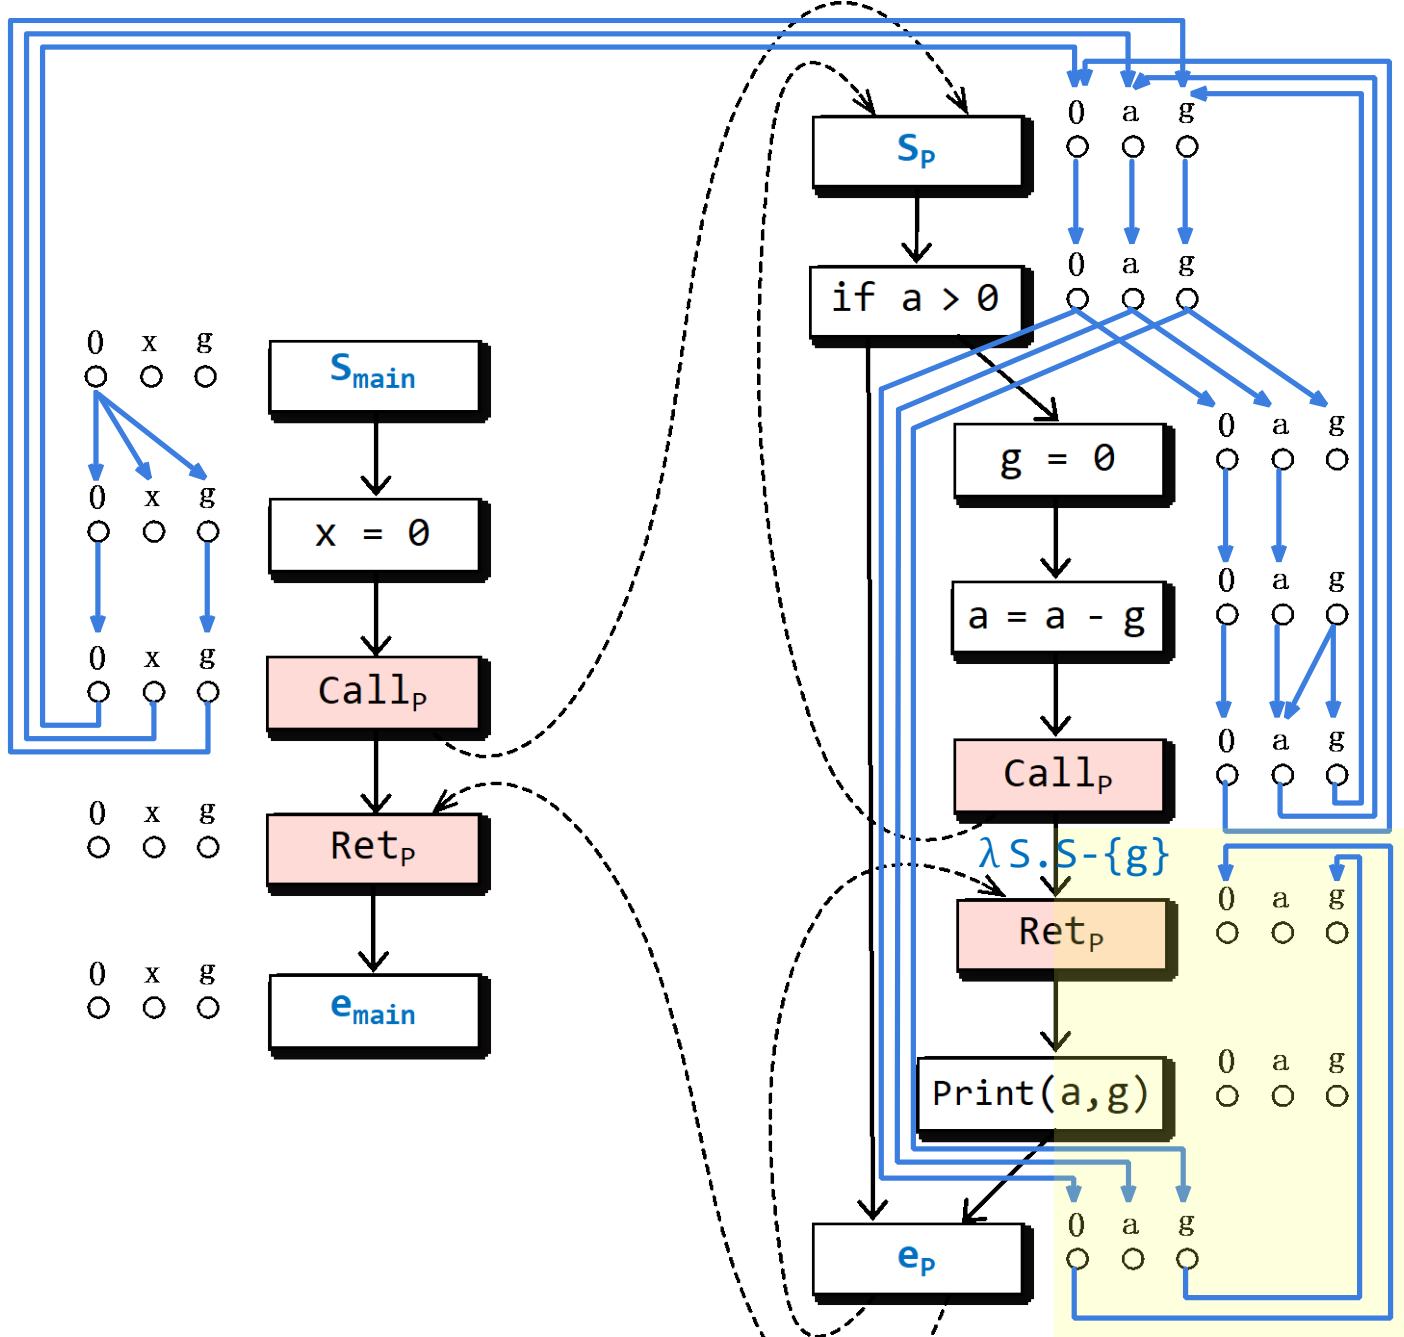 0 a g
S_P
0 a g
if a > 0
0 x g
S_main
0 a g
g = 0
0 x g
x = 0
0 a g
a = a - g
0 x g
Call_P
0 a g
Call_P
0 x g
Ret_P
λS.S-{g}
0 a g
Ret_P
0 x g
e_main
0 a g
Print(a,g)
0 a g
e_P